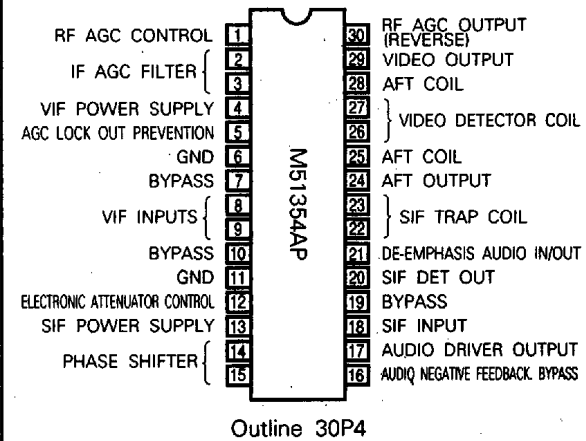 RF AGC CONTROL 1
IF AGC FILTER 2
3
VIF POWER SUPPLY 4
AGC LOCK OUT PREVENTION 5
GND 6
BYPASS 7
VIF INPUTS 8
9
BYPASS 10
GND 11
ELECTRONIC ATTENUATOR CONTROL 12
SIF POWER SUPPLY 13
PHASE SHIFTER 14
15
M51354AP
30 RF AGC OUTPUT
(REVERSE)
29 VIDEO OUTPUT
28 AFT COIL
27
26 VIDEO DETECTOR COIL
25 AFT COIL
24 AFT OUTPUT
23
22 SIF TRAP COIL
21 DE-EMPHASIS AUDIO IN/OUT
20 SIF DET OUT
19 BYPASS
18 SIF INPUT
17 AUDIO DRIVER OUTPUT
16 AUDIO NEGATIVE FEEDBACK. BYPASS
Outline 30P4